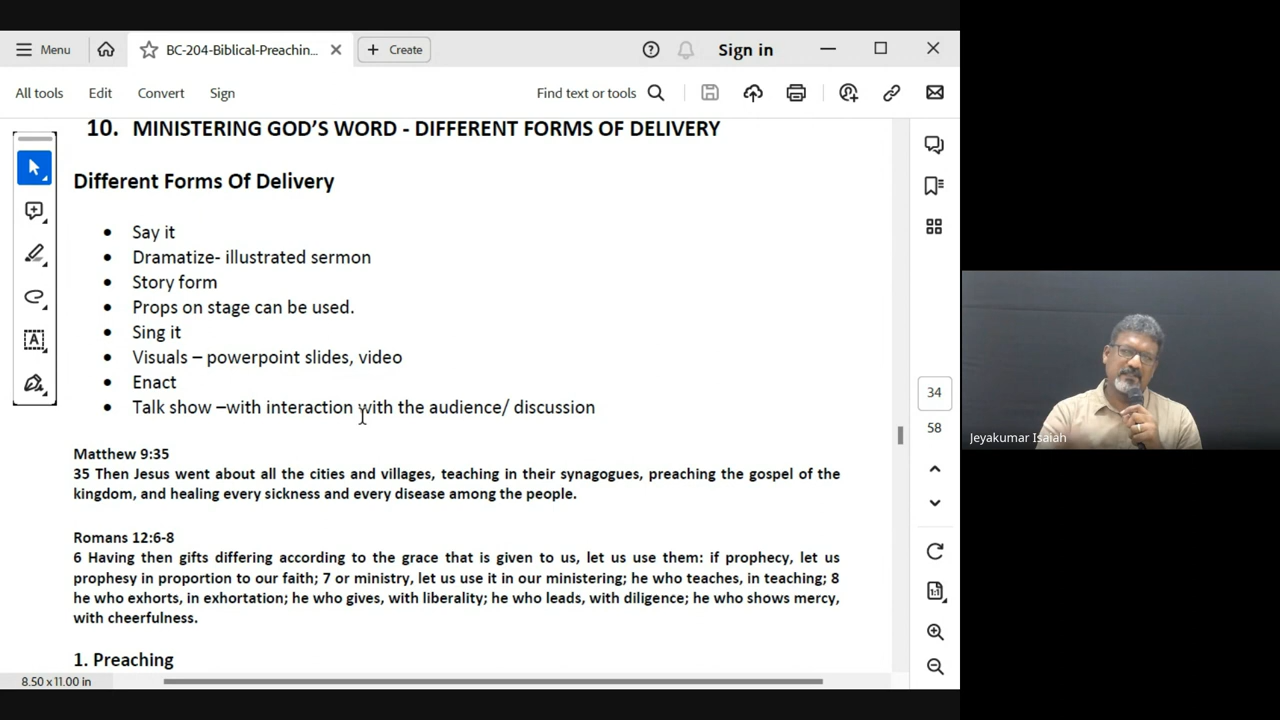 Menu
BC-204-Biblical-Preachin...
Create
Sign in
All tools
Edit
Convert
Sign
Find text or tools
10. MINISTERING GOD'S WORD - DIFFERENT FORMS OF DELIVERY
Different Forms Of Delivery
• Say it
• Dramatize- illustrated sermon
• Story form
• Props on stage can be used.
• Sing it
• Visuals – powerpoint slides, video
• Enact
• Talk show –with interaction with the audience/ discussion
Matthew 9:35
35 Then Jesus went about all the cities and villages, teaching in their synagogues, preaching the gospel of the
kingdom, and healing every sickness and every disease among the people.
Romans 12:6-8
6 Having then gifts differing according to the grace that is given to us, let us use them: if prophecy, let us
prophesy in proportion to our faith; 7 or ministry, let us use it in our ministering; he who teaches, in teaching; 8
he who exhorts, in exhortation; he who gives, with liberality; he who leads, with diligence; he who shows mercy,
with cheerfulness.
1. Preaching
8.50 x 11.00 in
34
58
1:1
Jeyakumar Isaiah